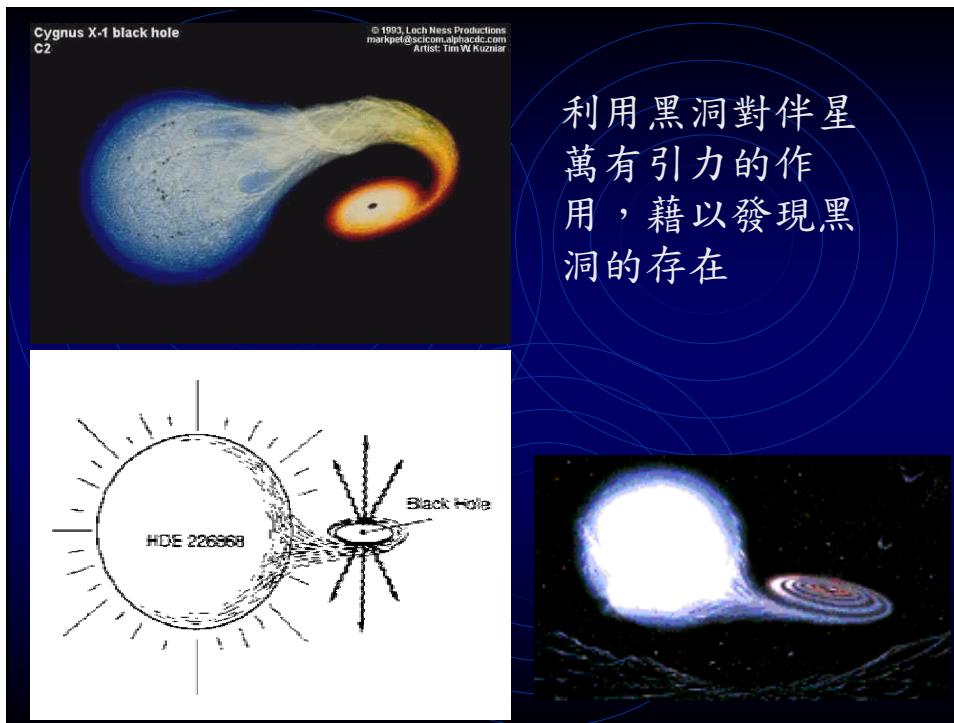 Cygnus X-1 black hole
C2
© 1993, Loch Ness Productions
markpet@scicom.alphacdc.com
Artist: Tim W. Kuzniar
利用黑洞對伴星
萬有引力的作
用，藉以發現黑
洞的存在
Black Hole
HDE 226868